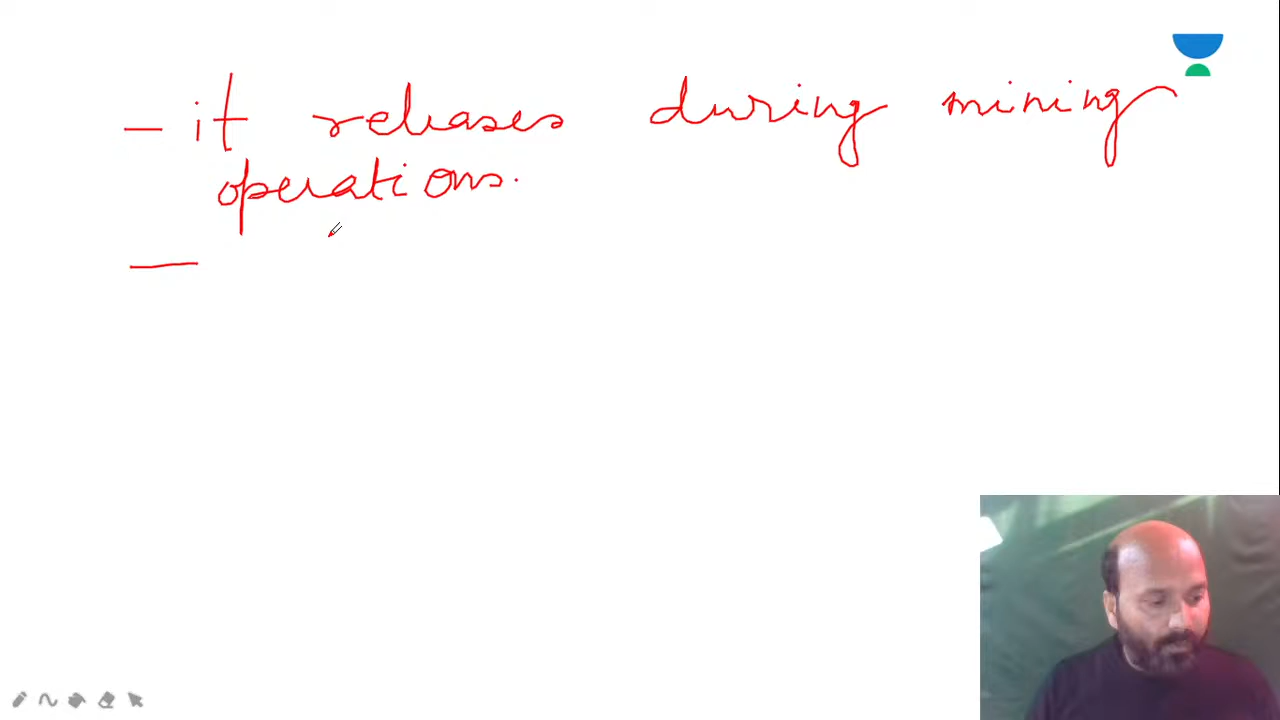 - it releases during mining
operations.
-